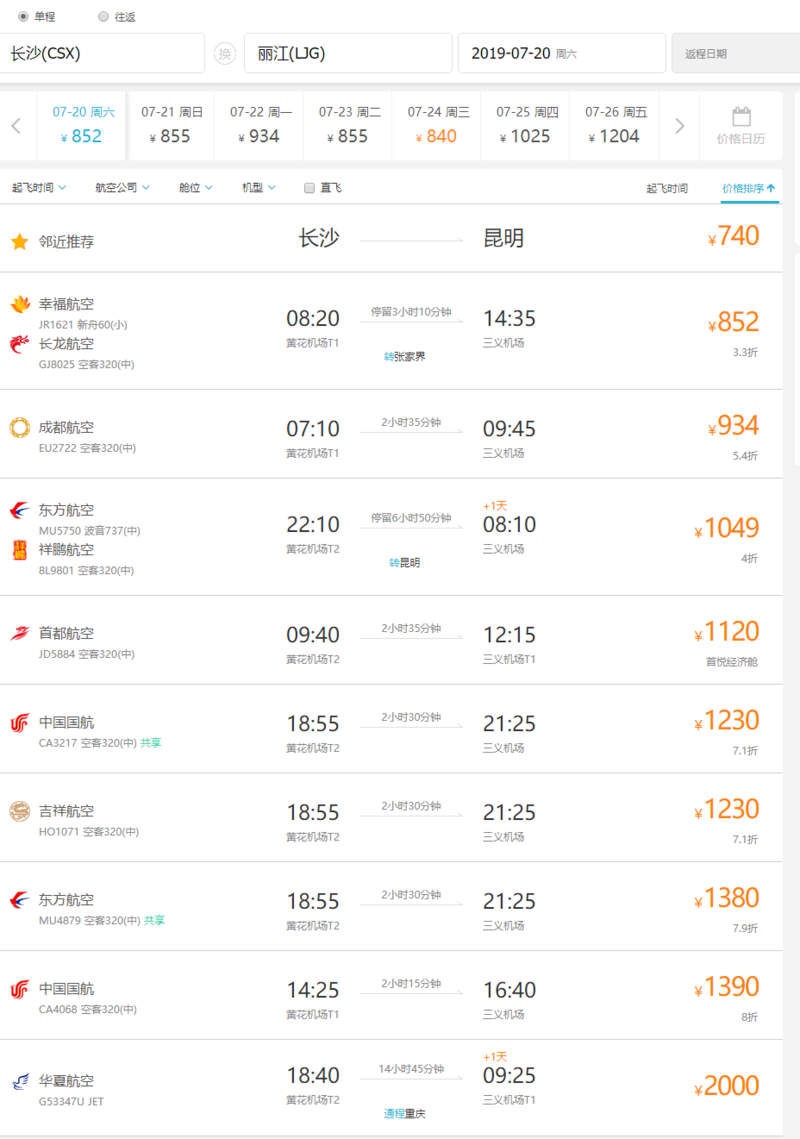 单程 往返
长沙(CSX) 换 丽江(LJG) 2019-07-20 周六 返程日期
07-20 周六 07-21 周日 07-22 周一 07-23 周二 07-24 周三 07-25 周四 07-26 周五
¥ 852 ¥ 855 ¥ 934 ¥ 855 ¥ 840 ¥ 1025 ¥ 1204 价格日历
起飞时间 航空公司 舱位 机型 直飞 起飞时间 价格排序
邻近推荐 长沙 昆明 ¥740
幸福航空
JR1621 新舟60(小)
长龙航空
GJ8025 空客320(中)
08:20
黄花机场T1
停留3小时10分钟
转张家界
14:35
三义机场
¥852
3.3折
成都航空
EU2722 空客320(中)
07:10
黄花机场T1
2小时35分钟
09:45
三义机场
¥934
5.4折
东方航空
MU5750 波音737(中)
祥鹏航空
8L9801 空客320(中)
22:10
黄花机场T2
停留6小时50分钟
转昆明
+1天
08:10
三义机场
¥1049
4折
首都航空
JD5884 空客320(中)
09:40
黄花机场T2
2小时35分钟
12:15
三义机场T1
¥1120
首悦经济舱
中国国航
CA3217 空客320(中) 共享
18:55
黄花机场T2
2小时30分钟
21:25
三义机场
¥1230
7.1折
吉祥航空
HO1071 空客320(中)
18:55
黄花机场T2
2小时30分钟
21:25
三义机场
¥1230
7.1折
东方航空
MU4879 空客320(中) 共享
18:55
黄花机场T2
2小时30分钟
21:25
三义机场
¥1380
7.9折
中国国航
CA4068 空客320(中)
14:25
黄花机场T1
2小时15分钟
16:40
三义机场
¥1390
8折
华夏航空
G53347U JET
18:40
黄花机场T2
14小时45分钟
通程重庆
+1天
09:25
三义机场T1
¥2000